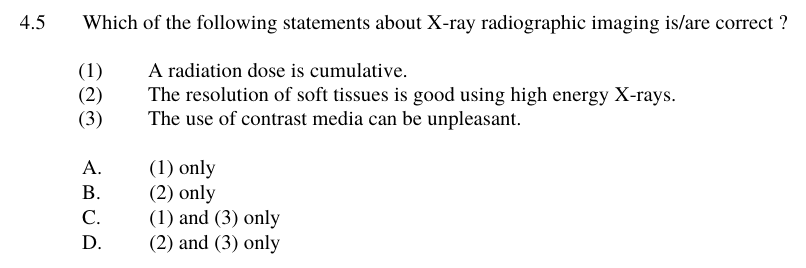 4.5 Which of the following statements about X-ray radiographic imaging is/are correct ?
(1) A radiation dose is cumulative.
(2) The resolution of soft tissues is good using high energy X-rays.
(3) The use of contrast media can be unpleasant.
A. (1) only
B. (2) only
C. (1) and (3) only
D. (2) and (3) only